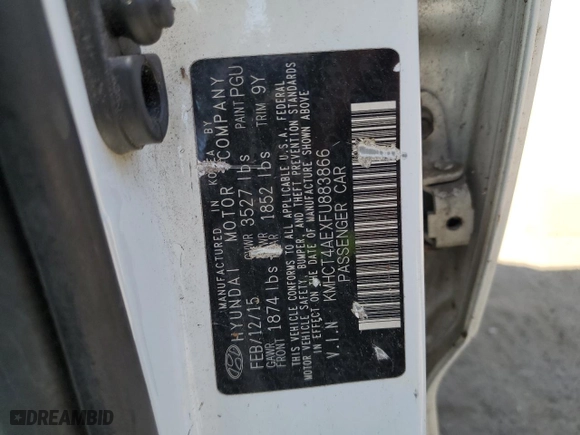 MANUFACTURED IN KOREA BY
HYUNDAI MOTOR COMPANY
FEB/12/15 GVWR 3527 lbs PAINT PGU
GAWR FRONT 1874 lbs 1852 lbs TRIM 9Y
THIS VEHICLE CONFORMS TO ALL APPLICABLE U.S.A. FEDERAL
MOTOR VEHICLE SAFETY, BUMPER, AND THEFT PREVENTION STANDARDS
IN EFFECT ON THE DATE OF MANUFACTURE SHOWN ABOVE
V.I.N KMHCT4AEXFU883866
PASSENGER CAR
DREAMBID